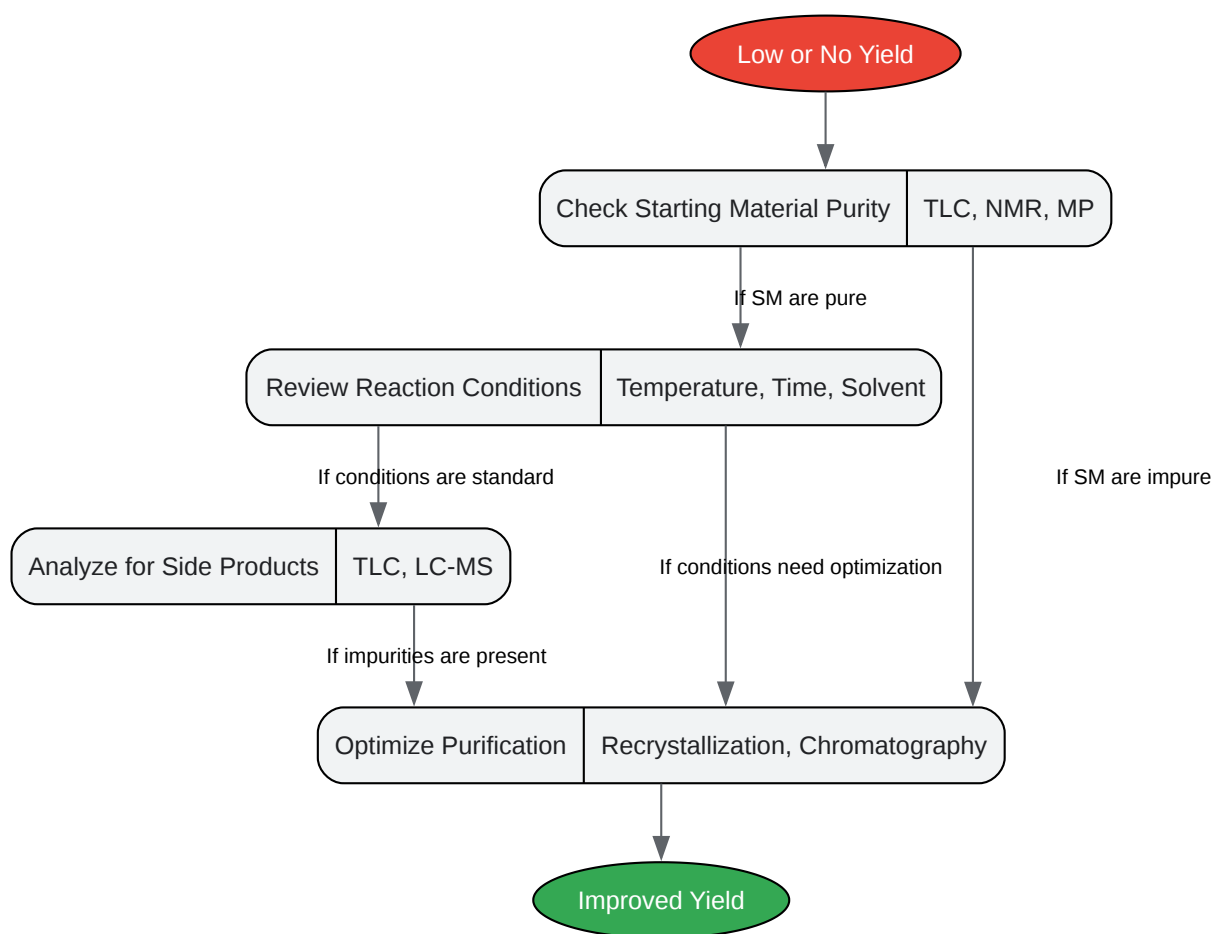 Low or No Yield
Check Starting Material Purity
TLC, NMR, MP
If SM are pure
Review Reaction Conditions
Temperature, Time, Solvent
If conditions are standard
If SM are impure
Analyze for Side Products
TLC, LC-MS
If conditions need optimization
If impurities are present
Optimize Purification
Recrystallization, Chromatography
Improved Yield